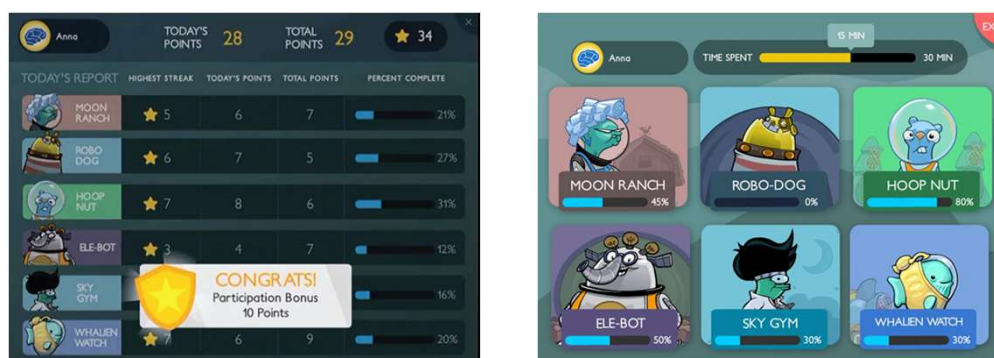 Anna
TODAY'S POINTS 28
TOTAL POINTS 29
34
×
TODAY'S REPORT HIGHEST STREAK TODAY'S POINTS TOTAL POINTS PERCENT COMPLETE
MOON RANCH 5 6 7 21%
ROBO DOG 6 7 5 27%
HOOP NUT 7 8 6 31%
ELE-BOT 3 4 7 12%
SKY GYM 16%
WHALIEN WATCH 7 6 9 20%
CONGRATS!
Participation Bonus
10 Points
EX
15 MIN
Anna
TIME SPENT 30 MIN
MOON RANCH
45%
ROBO-DOG
0%
HOOP NUT
80%
ELE-BOT
50%
SKY GYM
30%
WHALIEN WATCH
30%